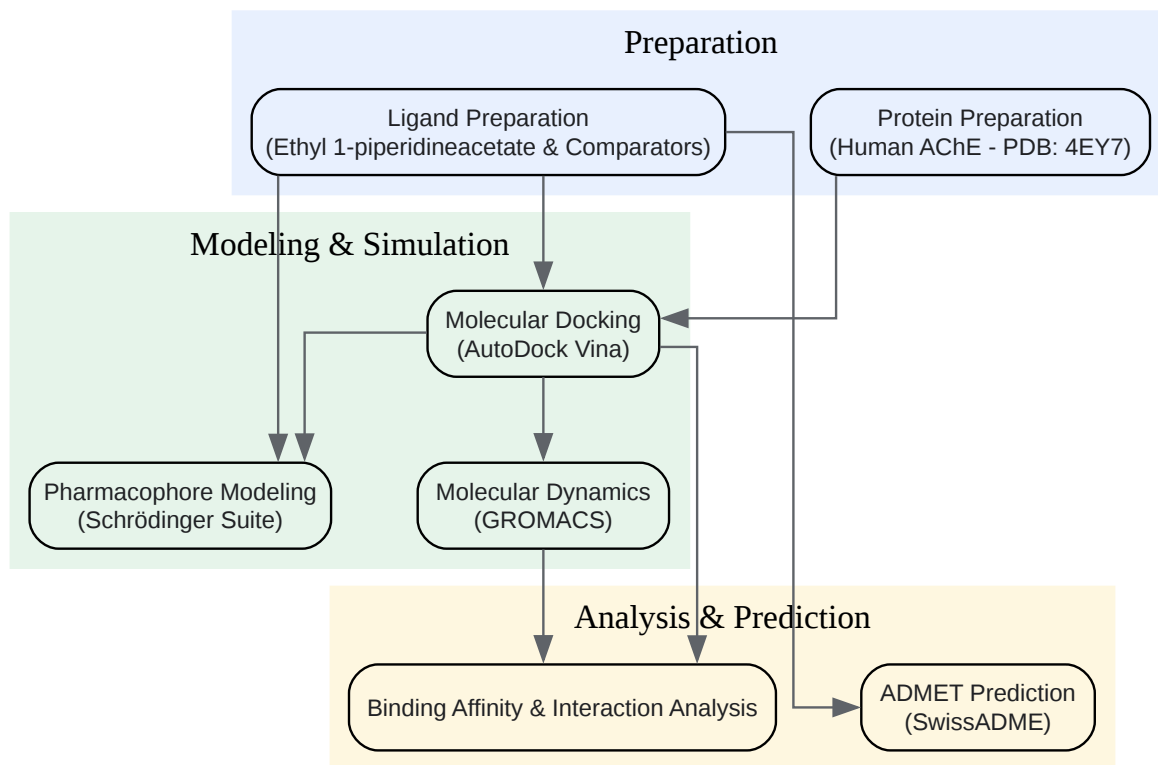 Preparation
Ligand Preparation
(Ethyl 1-piperidineacetate & Comparators)
Protein Preparation
(Human AChE - PDB: 4EY7)
Modeling & Simulation
Molecular Docking
(AutoDock Vina)
Pharmacophore Modeling
(Schrödinger Suite)
Molecular Dynamics
(GROMACS)
Analysis & Prediction
Binding Affinity & Interaction Analysis
ADMET Prediction
(SwissADME)